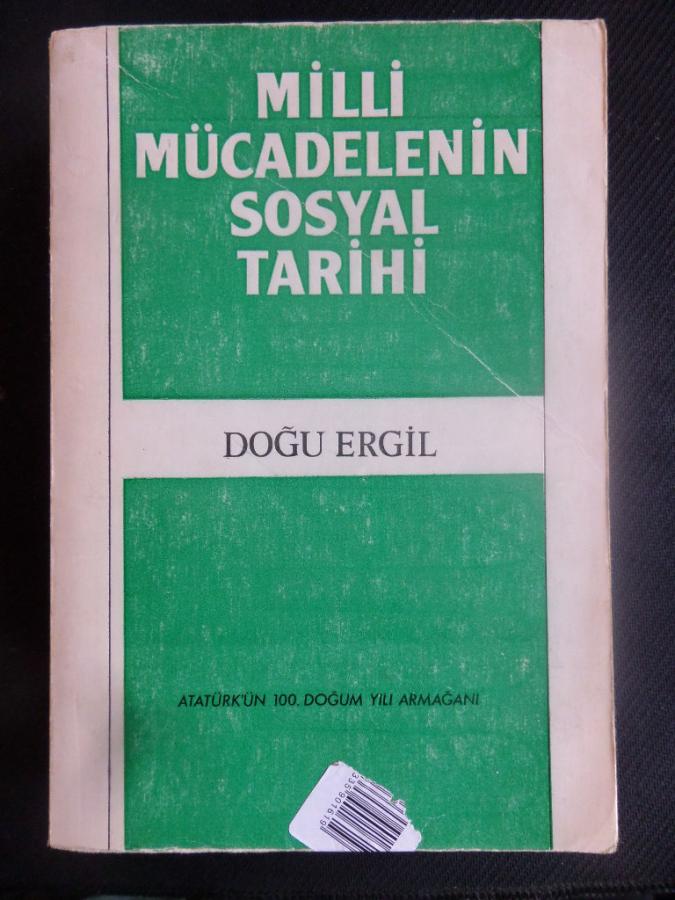 MİLLİ
MÜCADELENİN
SOSYAL
TARİHİ
DOĞU ERGİL
ATATÜRK'ÜN 100. DOĞUM YILI ARMAĞANI